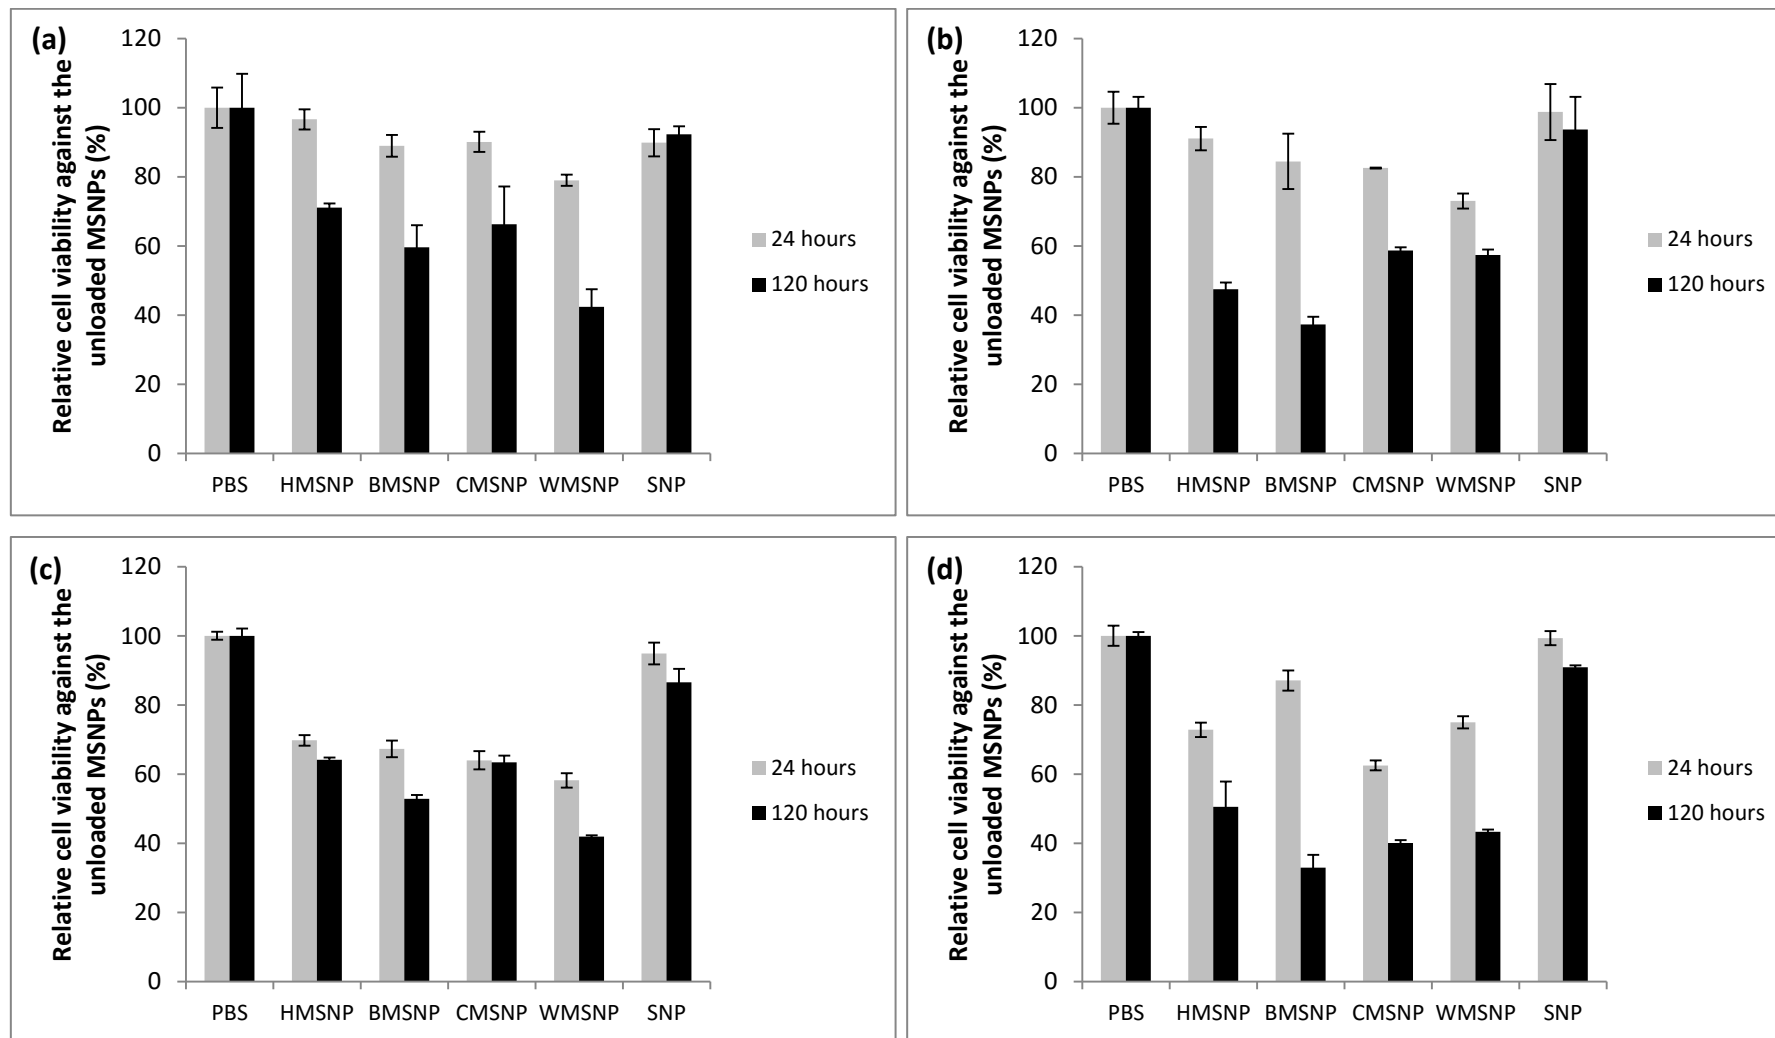 (a)
Relative cell viability against the
unloaded MSNPs (%)
120
100
80
60
40
20
0
PBS HMSNP BMSNP CMSNP WMSNP SNP
24 hours
120 hours
(b)
Relative cell viability against the
unloaded MSNPs (%)
120
100
80
60
40
20
0
PBS HMSNP BMSNP CMSNP WMSNP SNP
24 hours
120 hours
(c)
Relative cell viability against the
unloaded MSNPs (%)
120
100
80
60
40
20
0
PBS HMSNP BMSNP CMSNP WMSNP SNP
24 hours
120 hours
(d)
Relative cell viability against the
unloaded MSNPs (%)
120
100
80
60
40
20
0
PBS HMSNP BMSNP CMSNP WMSNP SNP
24 hours
120 hours